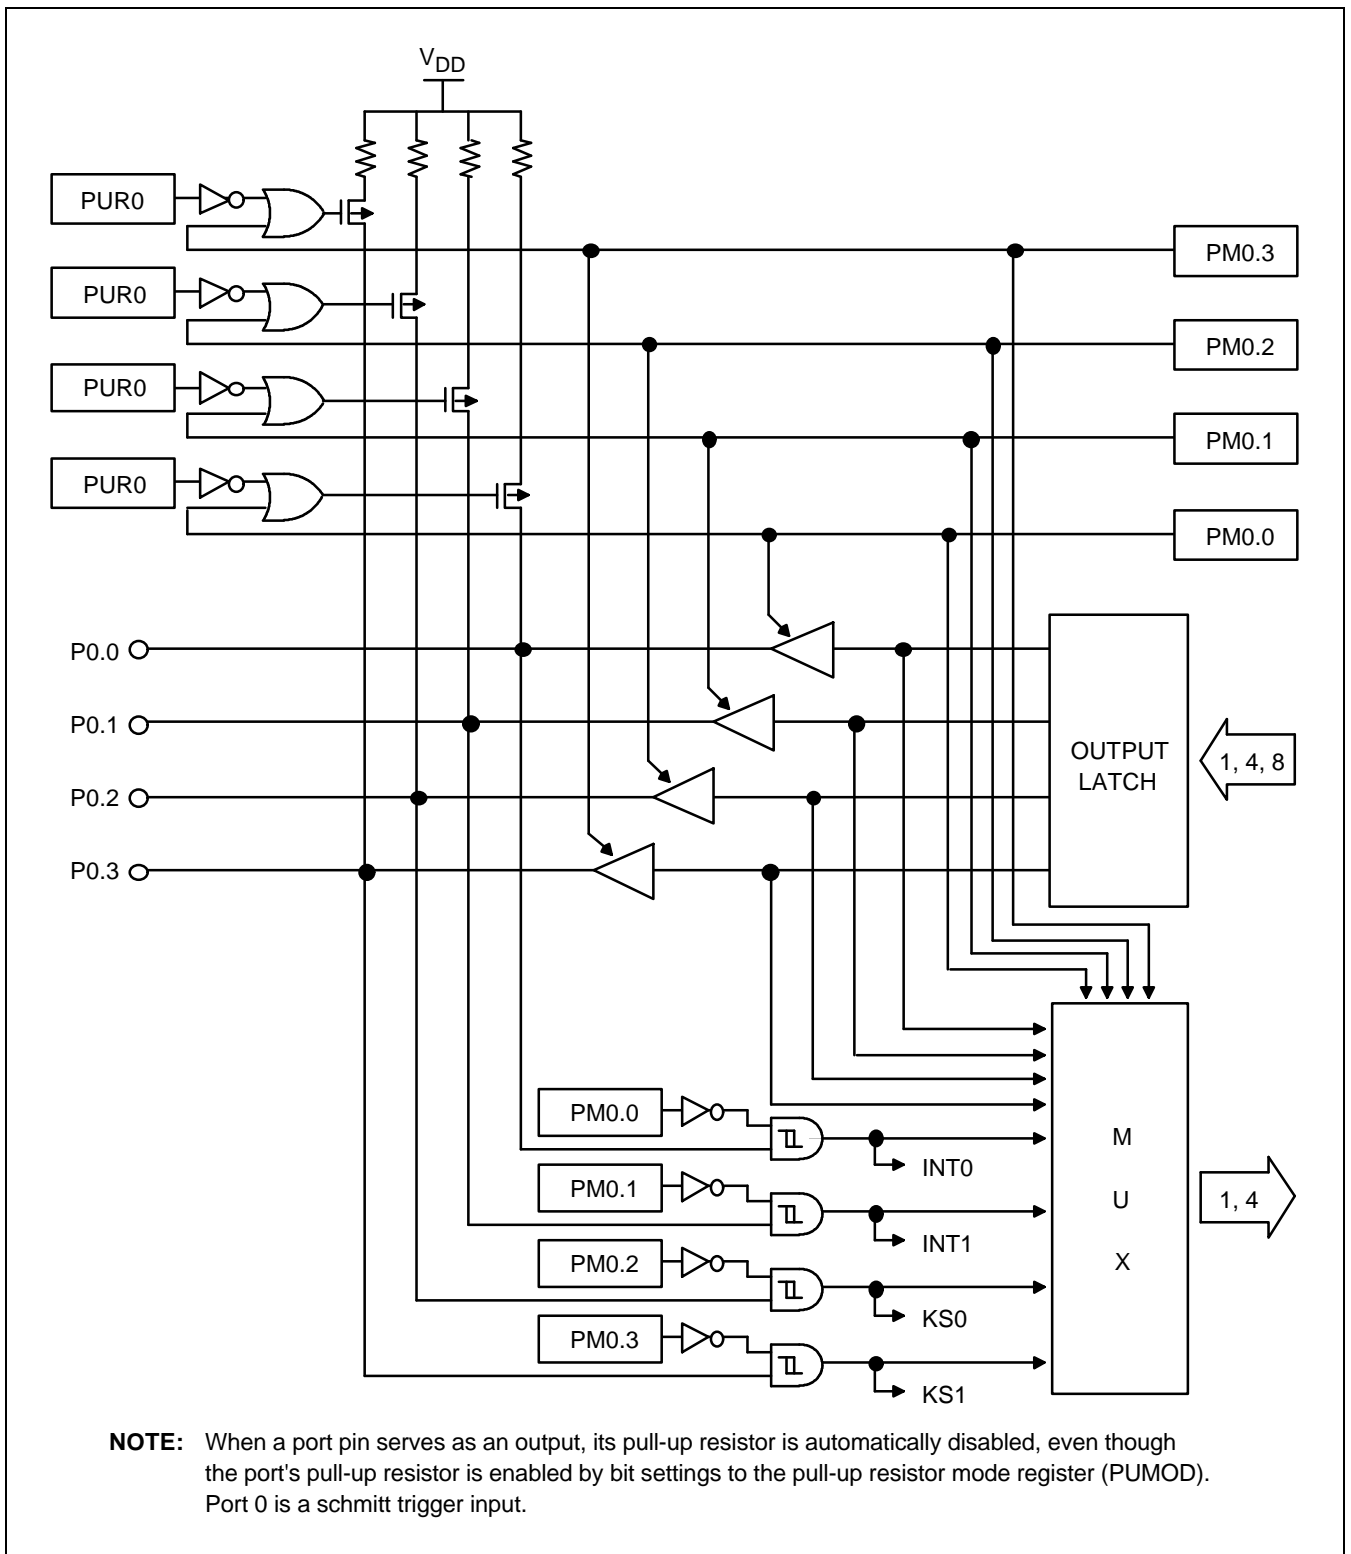 VDD
PUR0
PM0.3
PUR0
PM0.2
PUR0
PM0.1
PUR0
PM0.0
P0.0
P0.1
P0.2
P0.3
OUTPUT
LATCH
1, 4, 8
PM0.0
INT0
PM0.1
INT1
PM0.2
KS0
PM0.3
KS1
M
U
X
1, 4
NOTE: When a port pin serves as an output, its pull-up resistor is automatically disabled, even though
the port's pull-up resistor is enabled by bit settings to the pull-up resistor mode register (PUMOD).
Port 0 is a schmitt trigger input.